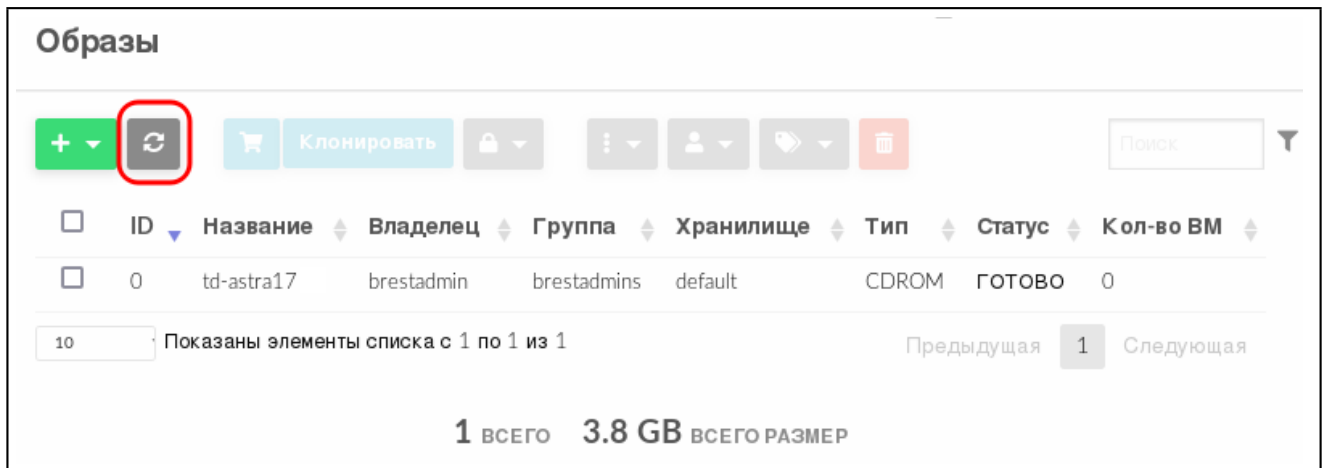 Образы
Клонировать Поиск
ID Название Владелец Группа Хранилище Тип Статус Кол-во ВМ
0 td-astra17 brestadmin brestadmins default CDROM ГОТОВО 0
10 Показаны элементы списка с 1 по 1 из 1 Предыдущая 1 Следующая
1 ВСЕГО 3.8 GB ВСЕГО РАЗМЕР